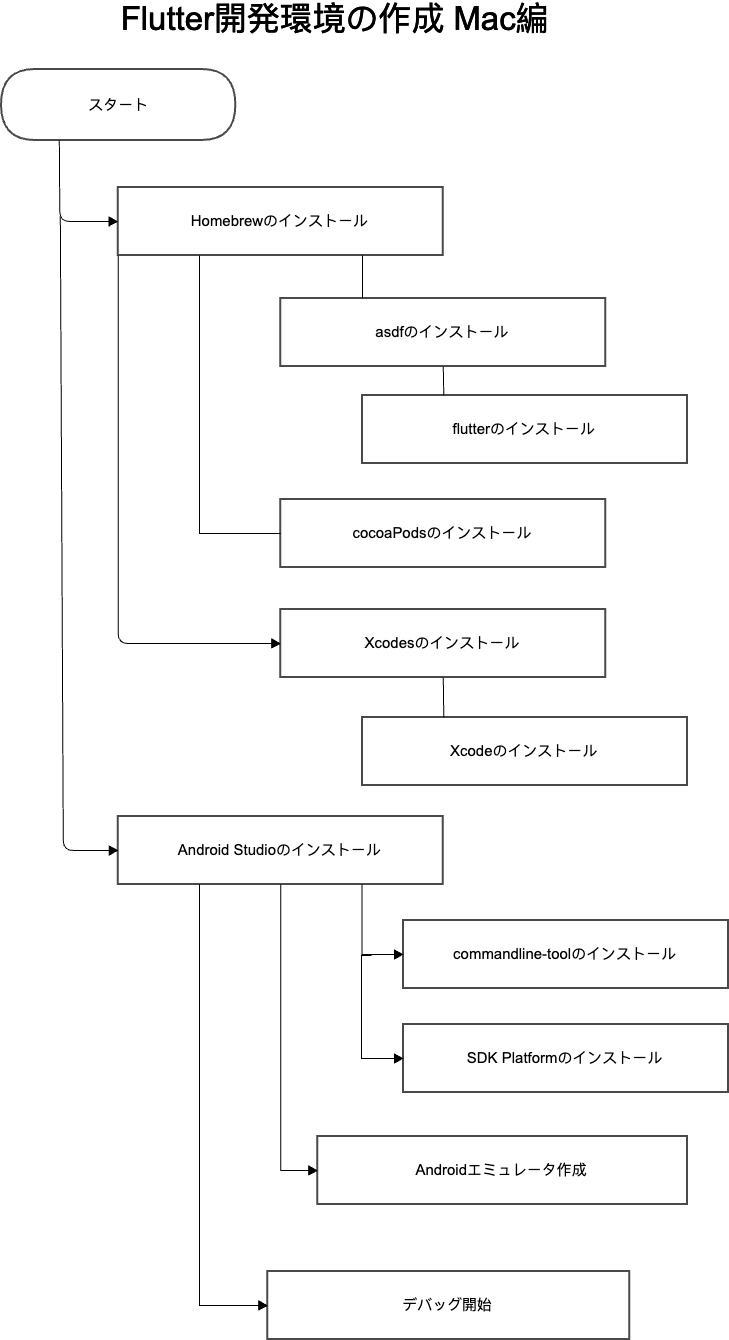 Flutter開発環境の作成 Mac編
スタート
Homebrewのインストール
asdfのインストール
flutterのインストール
cocoaPodsのインストール
Xcodesのインストール
Xcodeのインストール
Android Studioのインストール
commandline-toolのインストール
SDK Platformのインストール
Androidエミュレータ作成
デバッグ開始